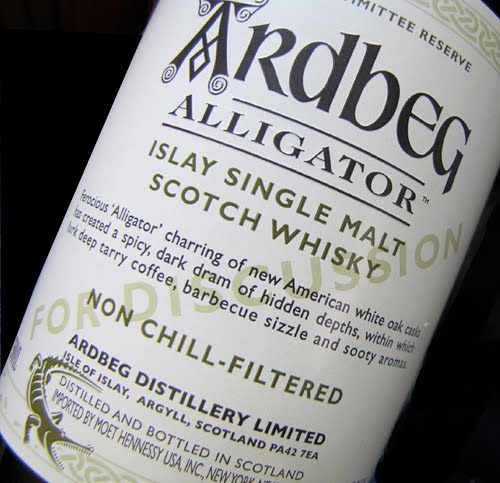 COMMITTEE RESERVE
Ardbeg
ALLIGATOR™
ISLAY SINGLE MALT
SCOTCH WHISKY
Ferocious 'Alligator' charring of new American white oak casks
has created a spicy, dark dram of hidden depths, within which
lurk deep tarry coffee, barbecue sizzle and sooty aromas.
FOR DISCUSSION
NON CHILL-FILTERED
ARDBEG DISTILLERY LIMITED
ISLE OF ISLAY, ARGYLL, SCOTLAND PA42 7EA
DISTILLED AND BOTTLED IN SCOTLAND
IMPORTED BY MOET HENNESSY USA, INC., NEW YORK, NEW